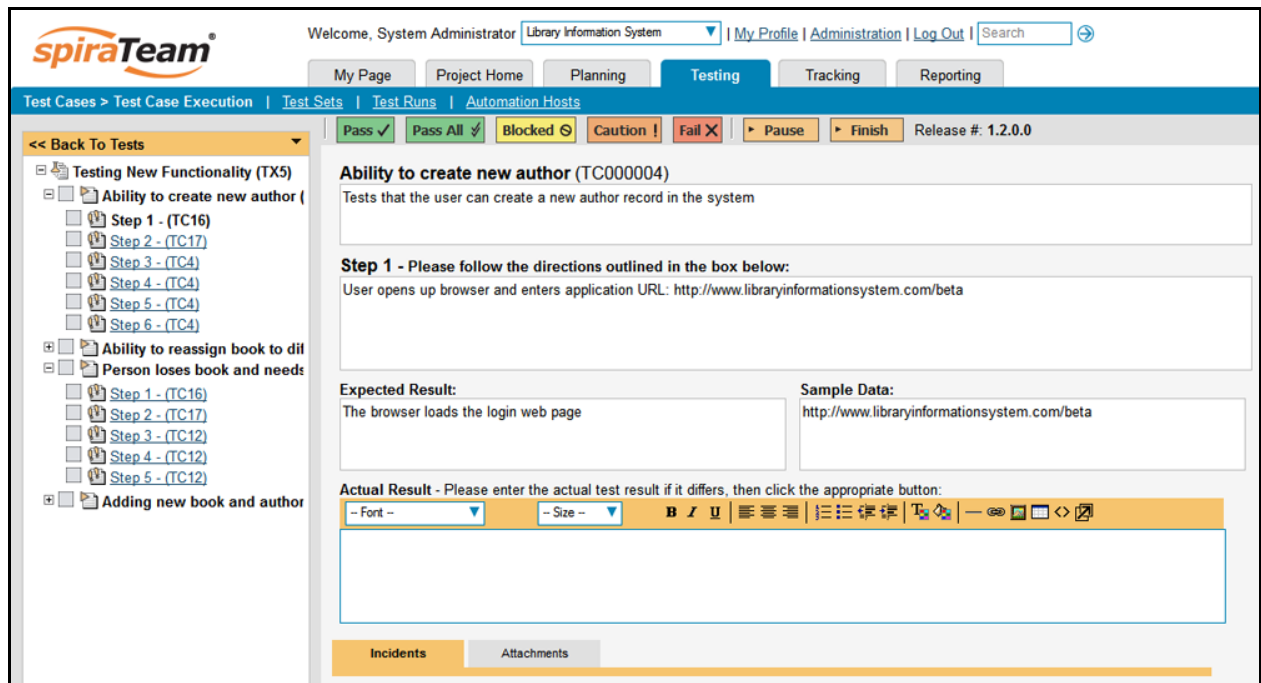 spiraTeam®
Welcome, System Administrator Library Information System | My Profile | Administration | Log Out | Search
My Page Project Home Planning Testing Tracking Reporting
Test Cases > Test Case Execution | Test Sets | Test Runs | Automation Hosts
Pass Pass All Blocked Caution ! Fail Pause Finish Release #: 1.2.0.0
<< Back To Tests
Testing New Functionality (TX5)
Ability to create new author (
Step 1 - (TC16)
Step 2 - (TC17)
Step 3 - (TC4)
Step 4 - (TC4)
Step 5 - (TC4)
Step 6 - (TC4)
Ability to reassign book to dif
Person loses book and needs
Step 1 - (TC16)
Step 2 - (TC17)
Step 3 - (TC12)
Step 4 - (TC12)
Step 5 - (TC12)
Adding new book and author
Ability to create new author (TC000004)
Tests that the user can create a new author record in the system
Step 1 - Please follow the directions outlined in the box below:
User opens up browser and enters application URL: http://www.libraryinformationsystem.com/beta
Expected Result: Sample Data:
The browser loads the login web page http://www.libraryinformationsystem.com/beta
Actual Result - Please enter the actual test result if it differs, then click the appropriate button:
-- Font -- -- Size -- B I U
Incidents Attachments